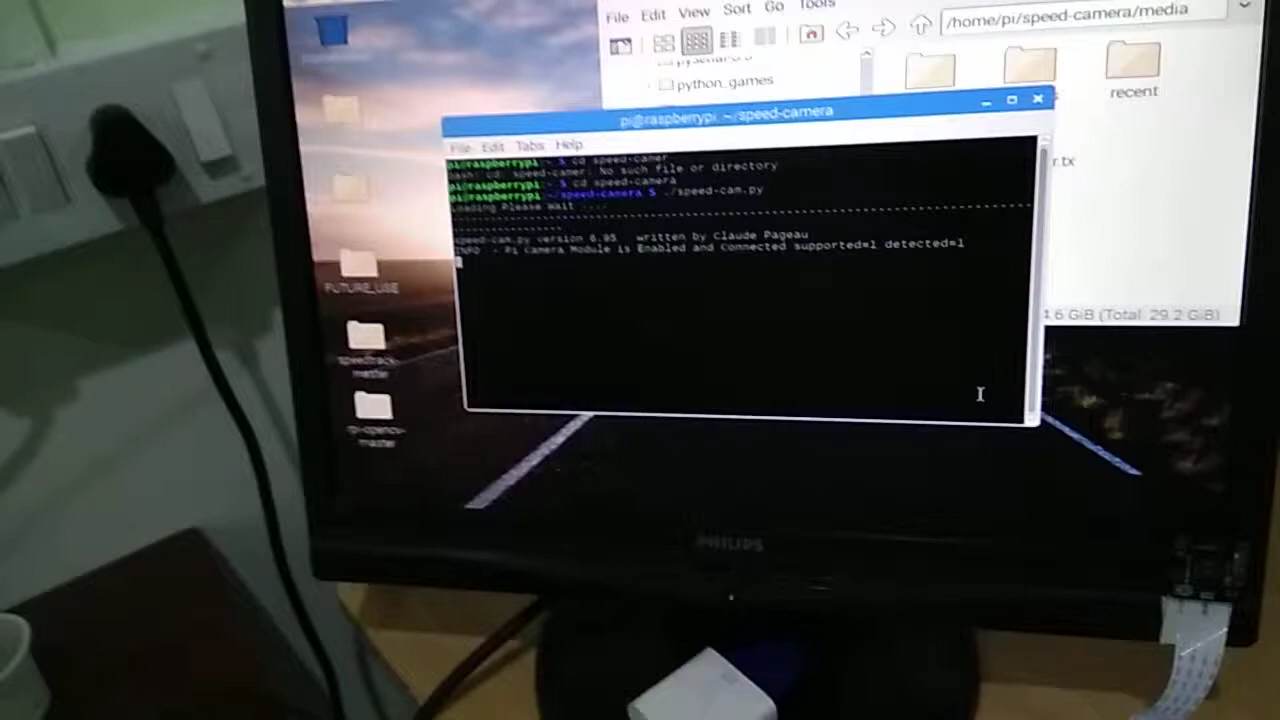 File Edit View Sort Go Tools
/home/pi/speed-camera/media
python_games
recent
pi@raspberrypi: ~/speed-camera
File Edit Tabs Help
pi@raspberrypi:~ $ cd speed-camer
bash: cd: speed-camer: No such file or directory
pi@raspberrypi:~ $ cd speed-camera
pi@raspberrypi:~/speed-camera $ ./speed-cam.py
Loading Please Wait ....
speed-cam.py version 6.95 written by Claude Pageau
INFO - Pi Camera Module is Enabled and Connected supported=1 detected=1
FUTURE_USE
(Total: 29.2 GiB)
PHILIPS